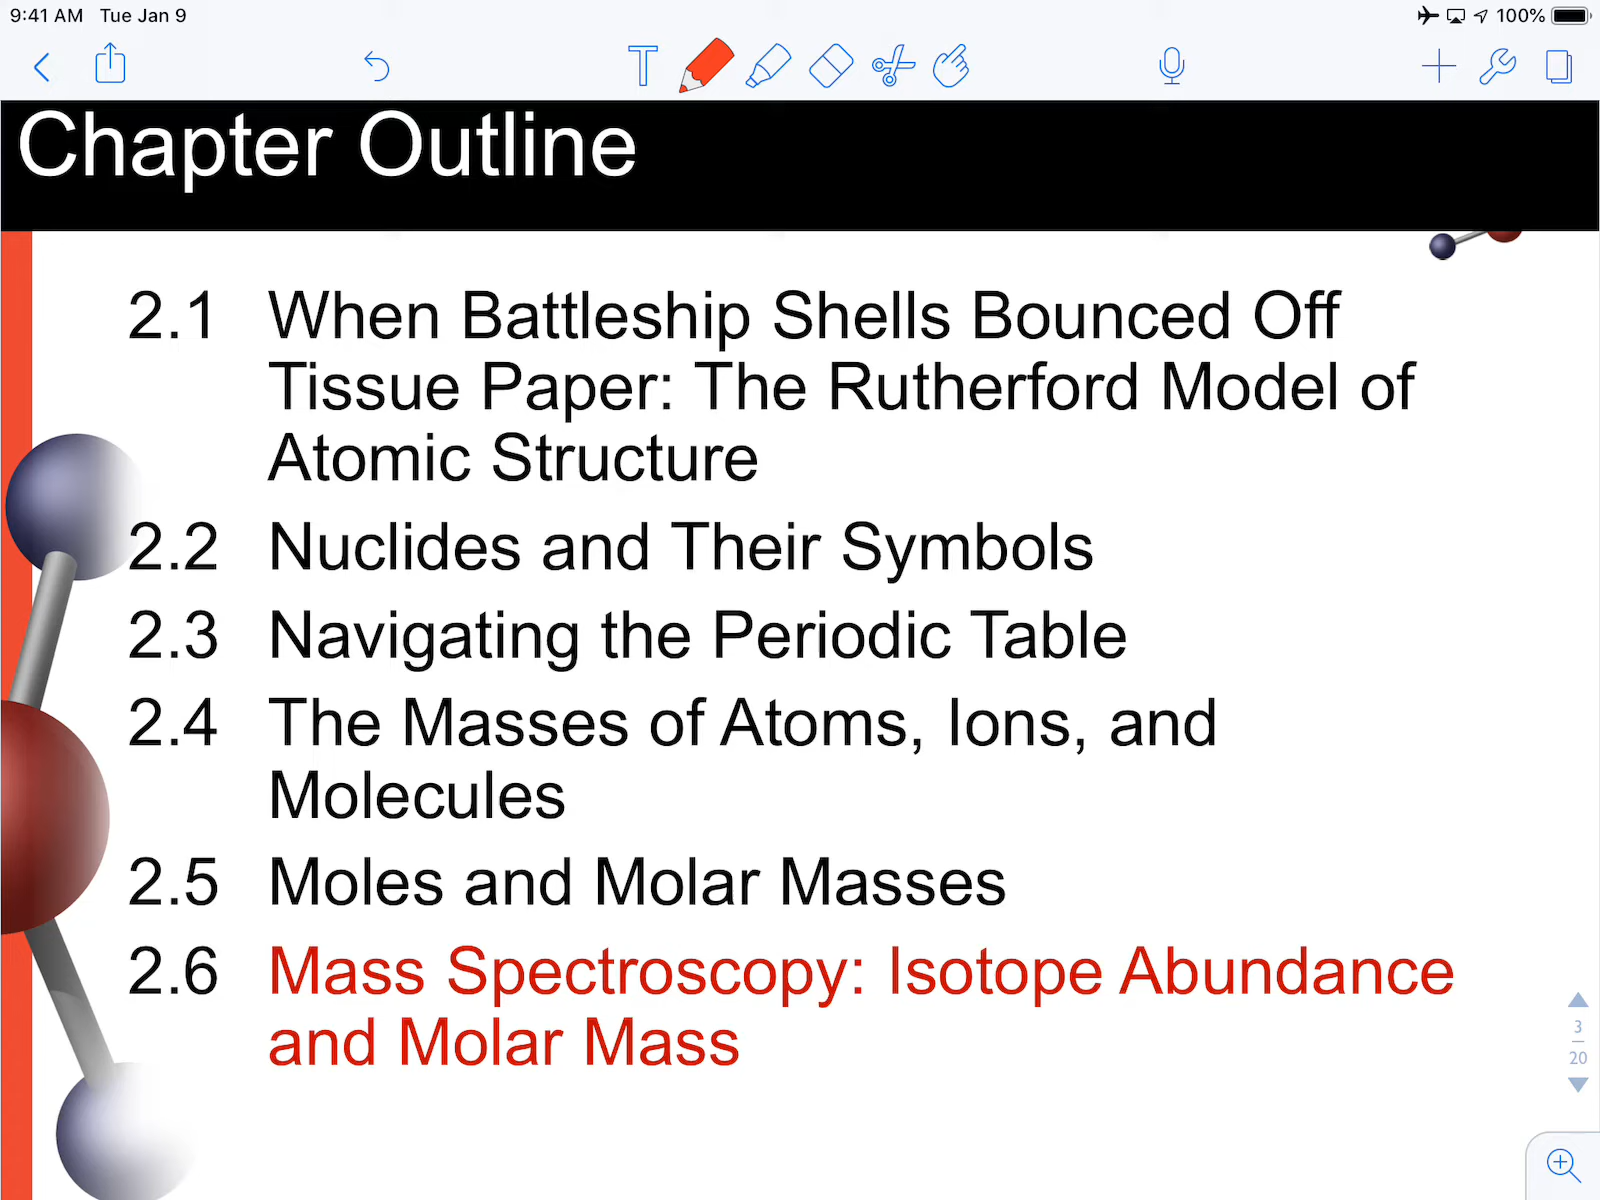 9:41 AM Tue Jan 9
100%
T
Chapter Outline
2.1 When Battleship Shells Bounced Off
Tissue Paper: The Rutherford Model of
Atomic Structure
2.2 Nuclides and Their Symbols
2.3 Navigating the Periodic Table
2.4 The Masses of Atoms, Ions, and
Molecules
2.5 Moles and Molar Masses
2.6 Mass Spectroscopy: Isotope Abundance
and Molar Mass
3
20